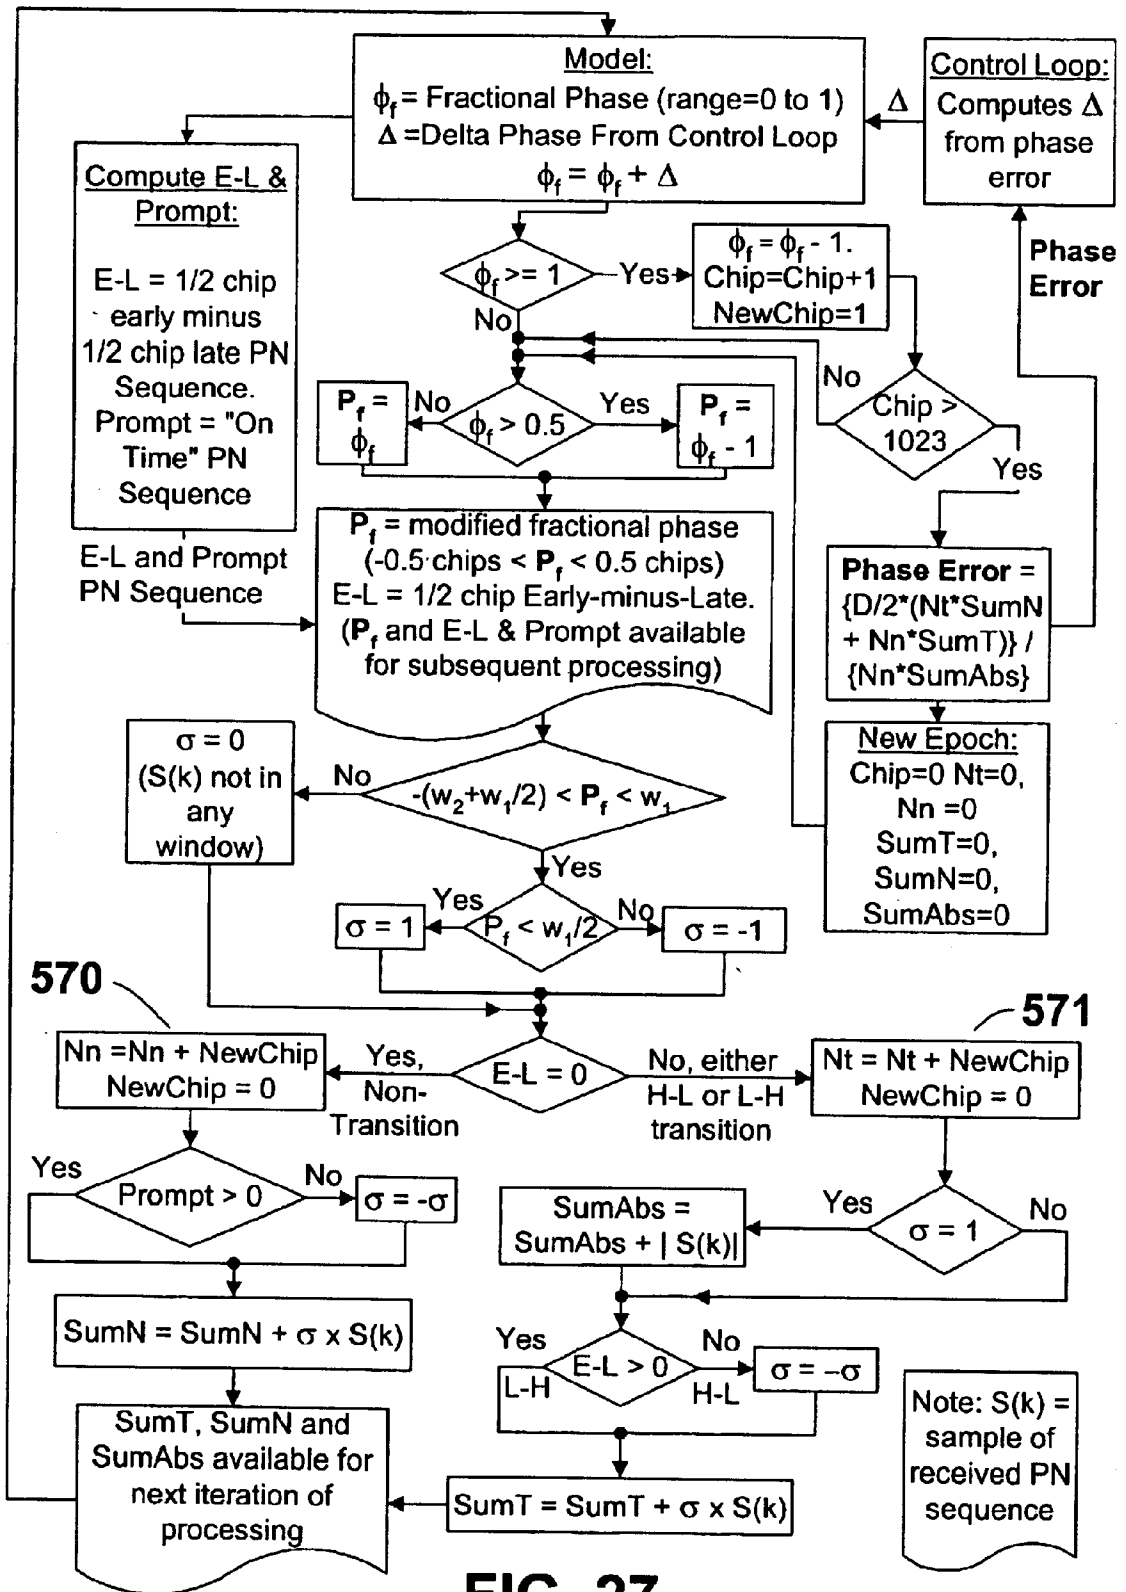 Model:
ϕf = Fractional Phase (range=0 to 1)
Δ =Delta Phase From Control Loop
ϕf = ϕf + Δ
Δ
Control Loop:
Computes Δ
from phase
error
Compute E-L &
Prompt:
E-L = 1/2 chip
early minus
1/2 chip late PN
Sequence.
Prompt = "On
Time" PN
Sequence
ϕf >= 1
Yes
No
ϕf = ϕf - 1.
Chip=Chip+1
NewChip=1
Phase
Error
Chip >
1023
No
Yes
ϕf > 0.5
No
Yes
Pf =
ϕf
Pf =
ϕf - 1
E-L and Prompt
PN Sequence
Pf = modified fractional phase
(-0.5 chips < Pf < 0.5 chips)
E-L = 1/2 chip Early-minus-Late.
(Pf and E-L & Prompt available
for subsequent processing)
Phase Error =
{D/2*(Nt*SumN
+ Nn*SumT)} /
{Nn*SumAbs}
New Epoch:
Chip=0 Nt=0,
Nn =0
SumT=0,
SumN=0,
SumAbs=0
σ = 0
(S(k) not in
any
window)
No
-(w2+w1/2) < Pf < w1
Yes
σ = 1
Yes
Pf < w1/2
No
σ = -1
570
571
Nn =Nn + NewChip
NewChip = 0
Yes,
Non-
Transition
E-L = 0
No, either
H-L or L-H
transition
Nt = Nt + NewChip
NewChip = 0
Yes
Prompt > 0
No
σ = -σ
SumAbs =
SumAbs + | S(k)|
Yes
σ = 1
No
SumN = SumN + σ x S(k)
Yes
L-H
E-L > 0
No
H-L
σ = –σ
SumT, SumN and
SumAbs available for
next iteration of
processing
SumT = SumT + σ x S(k)
Note: S(k) =
sample of
received PN
sequence
FIG. 27